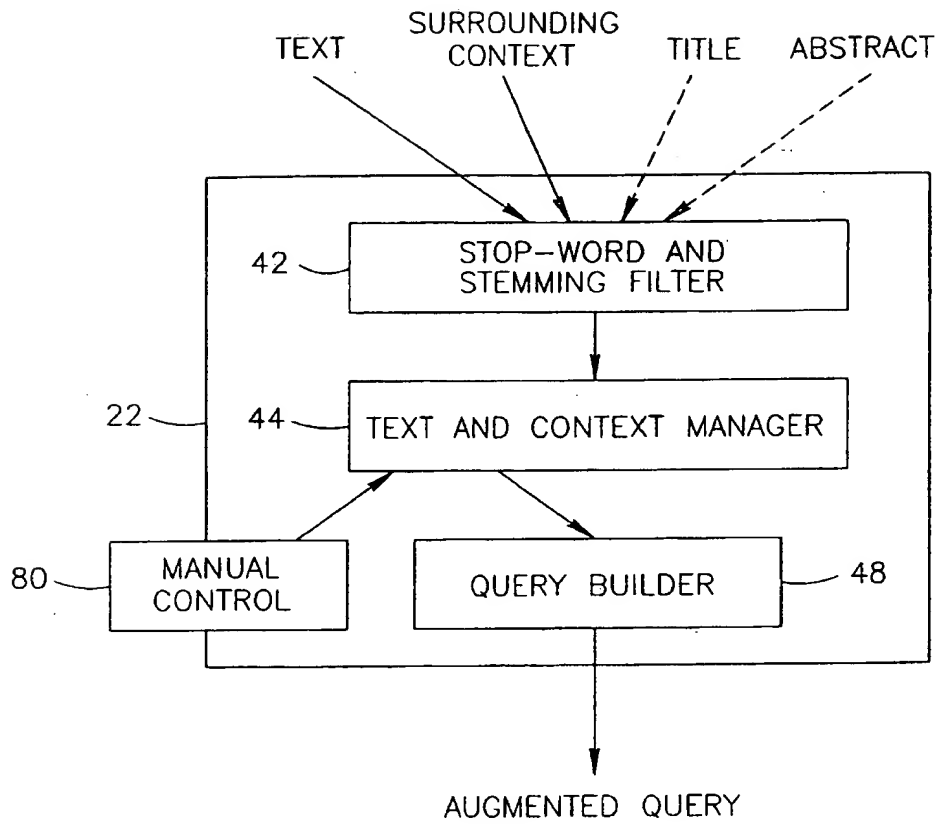 TEXT
SURROUNDING
CONTEXT
TITLE
ABSTRACT
42
STOP-WORD AND
STEMMING FILTER
22
44
TEXT AND CONTEXT MANAGER
80
MANUAL
CONTROL
QUERY BUILDER
48
AUGMENTED QUERY